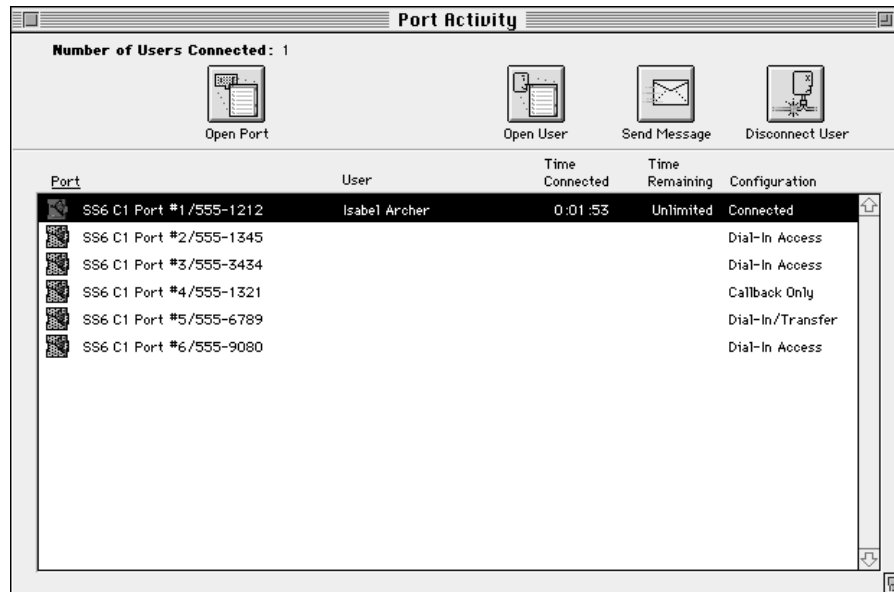 Port Activity
Number of Users Connected: 1
Open Port
Open User
Send Message
Disconnect User
Port User Time Connected Time Remaining Configuration
SS6 C1 Port #1/555-1212 Isabel Archer 0:01:53 Unlimited Connected
SS6 C1 Port #2/555-1345 Dial-In Access
SS6 C1 Port #3/555-3434 Dial-In Access
SS6 C1 Port #4/555-1321 Callback Only
SS6 C1 Port #5/555-6789 Dial-In/Transfer
SS6 C1 Port #6/555-9080 Dial-In Access